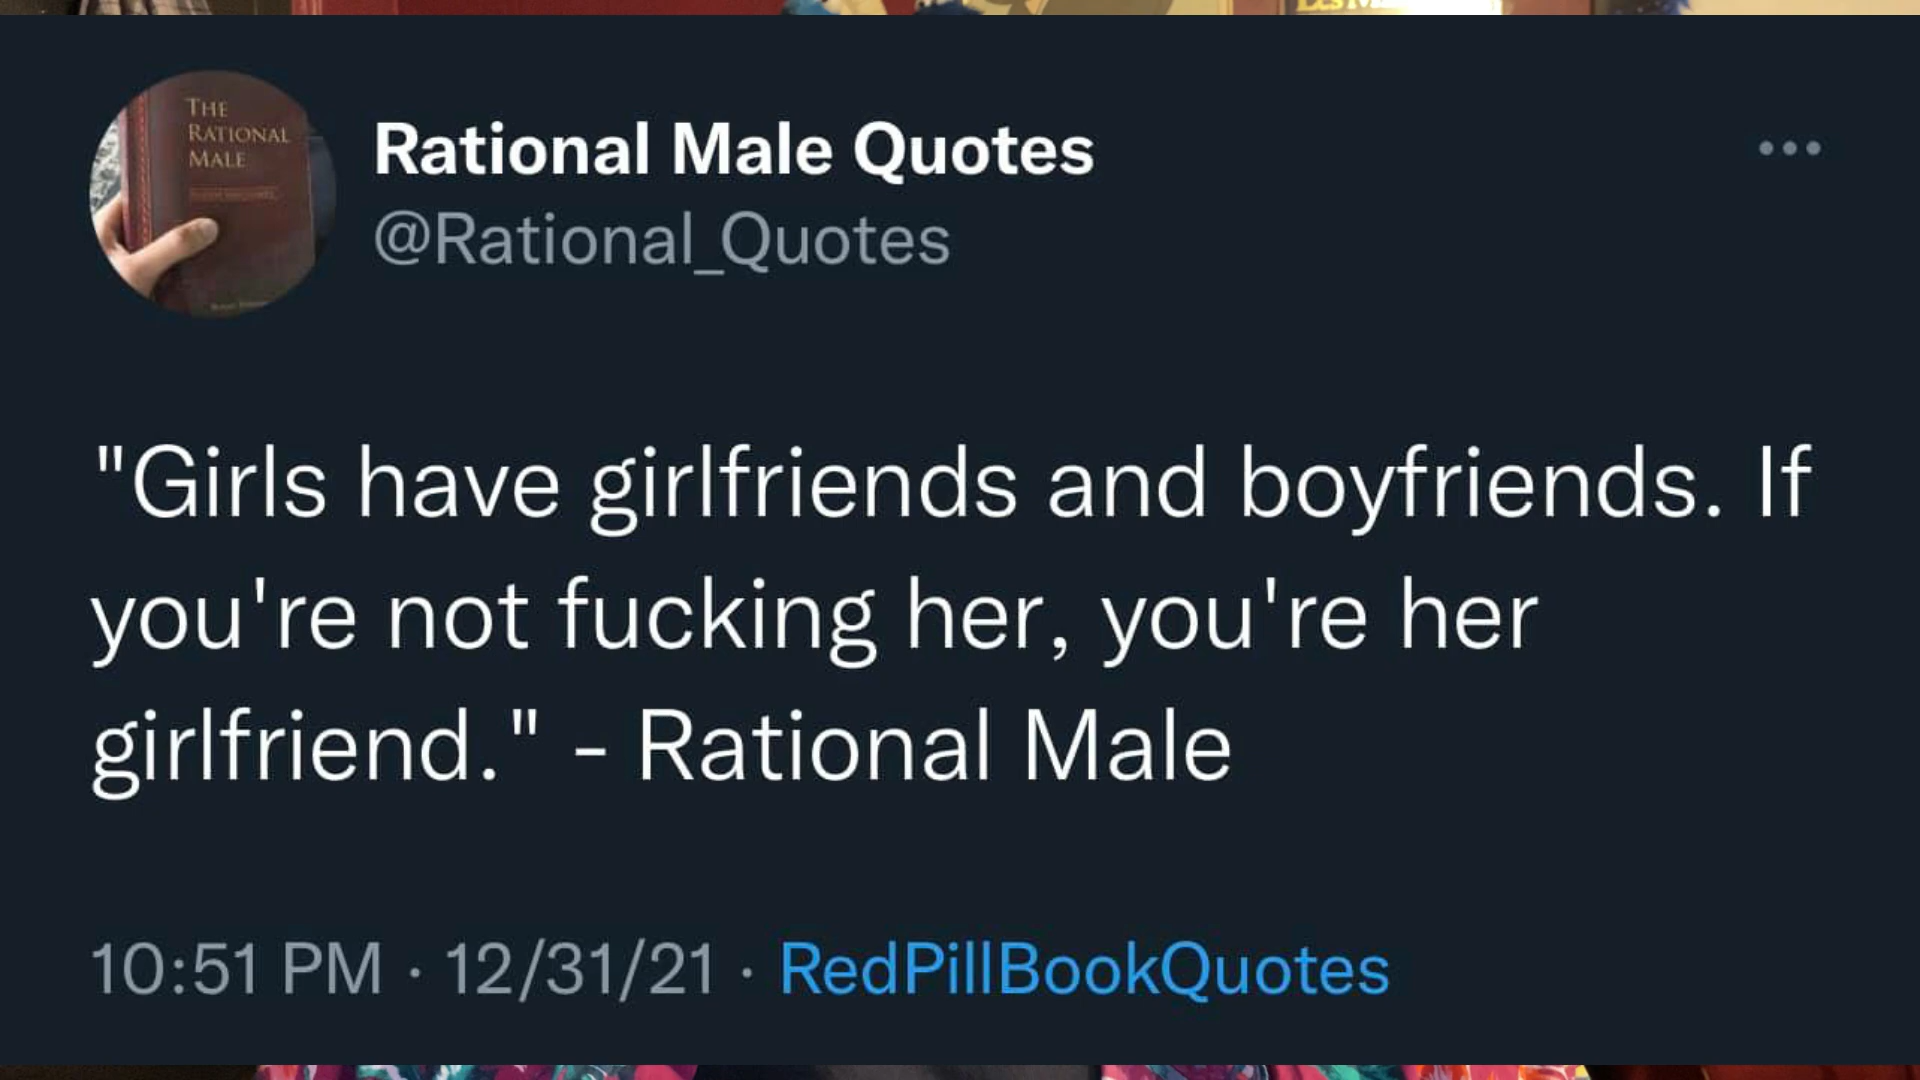 THE
RATIONAL
MALE
Rational Male Quotes
@Rational_Quotes
"Girls have girlfriends and boyfriends. If
you're not fucking her, you're her
girlfriend." - Rational Male
10:51 PM · 12/31/21 · RedPillBookQuotes